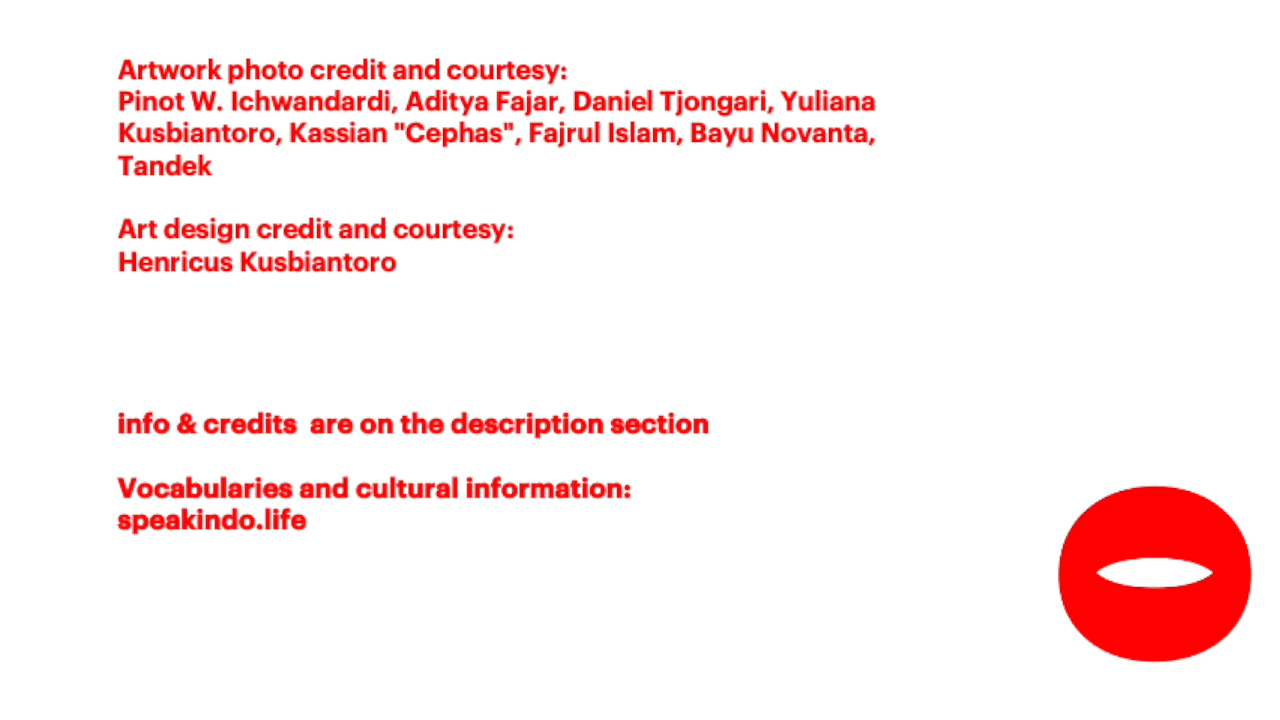 Artwork photo credit and courtesy:
Pinot W. Ichwandardi, Aditya Fajar, Daniel Tjongari, Yuliana
Kusbiantoro, Kassian "Cephas", Fajrul Islam, Bayu Novanta,
Tandek
Art design credit and courtesy:
Henricus Kusbiantoro
info & credits  are on the description section
Vocabularies and cultural information:
speakindo.life